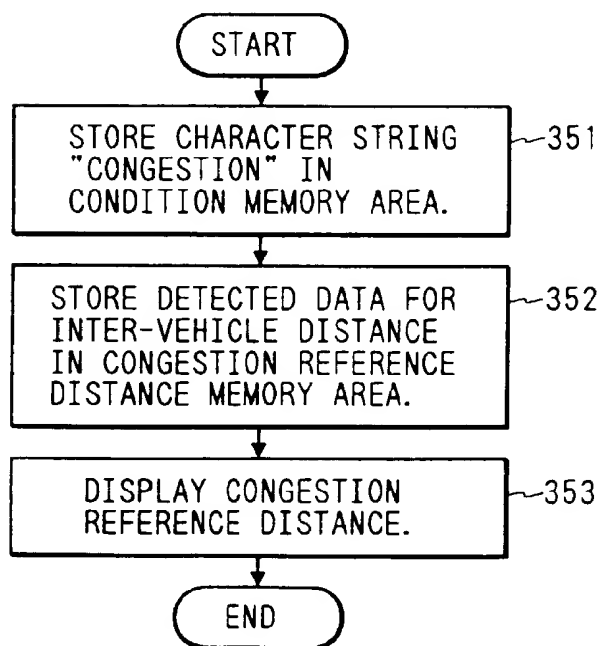 START
STORE CHARACTER STRING
"CONGESTION" IN
CONDITION MEMORY AREA.
351
STORE DETECTED DATA FOR
INTER-VEHICLE DISTANCE
IN CONGESTION REFERENCE
DISTANCE MEMORY AREA.
352
DISPLAY CONGESTION
REFERENCE DISTANCE.
353
END